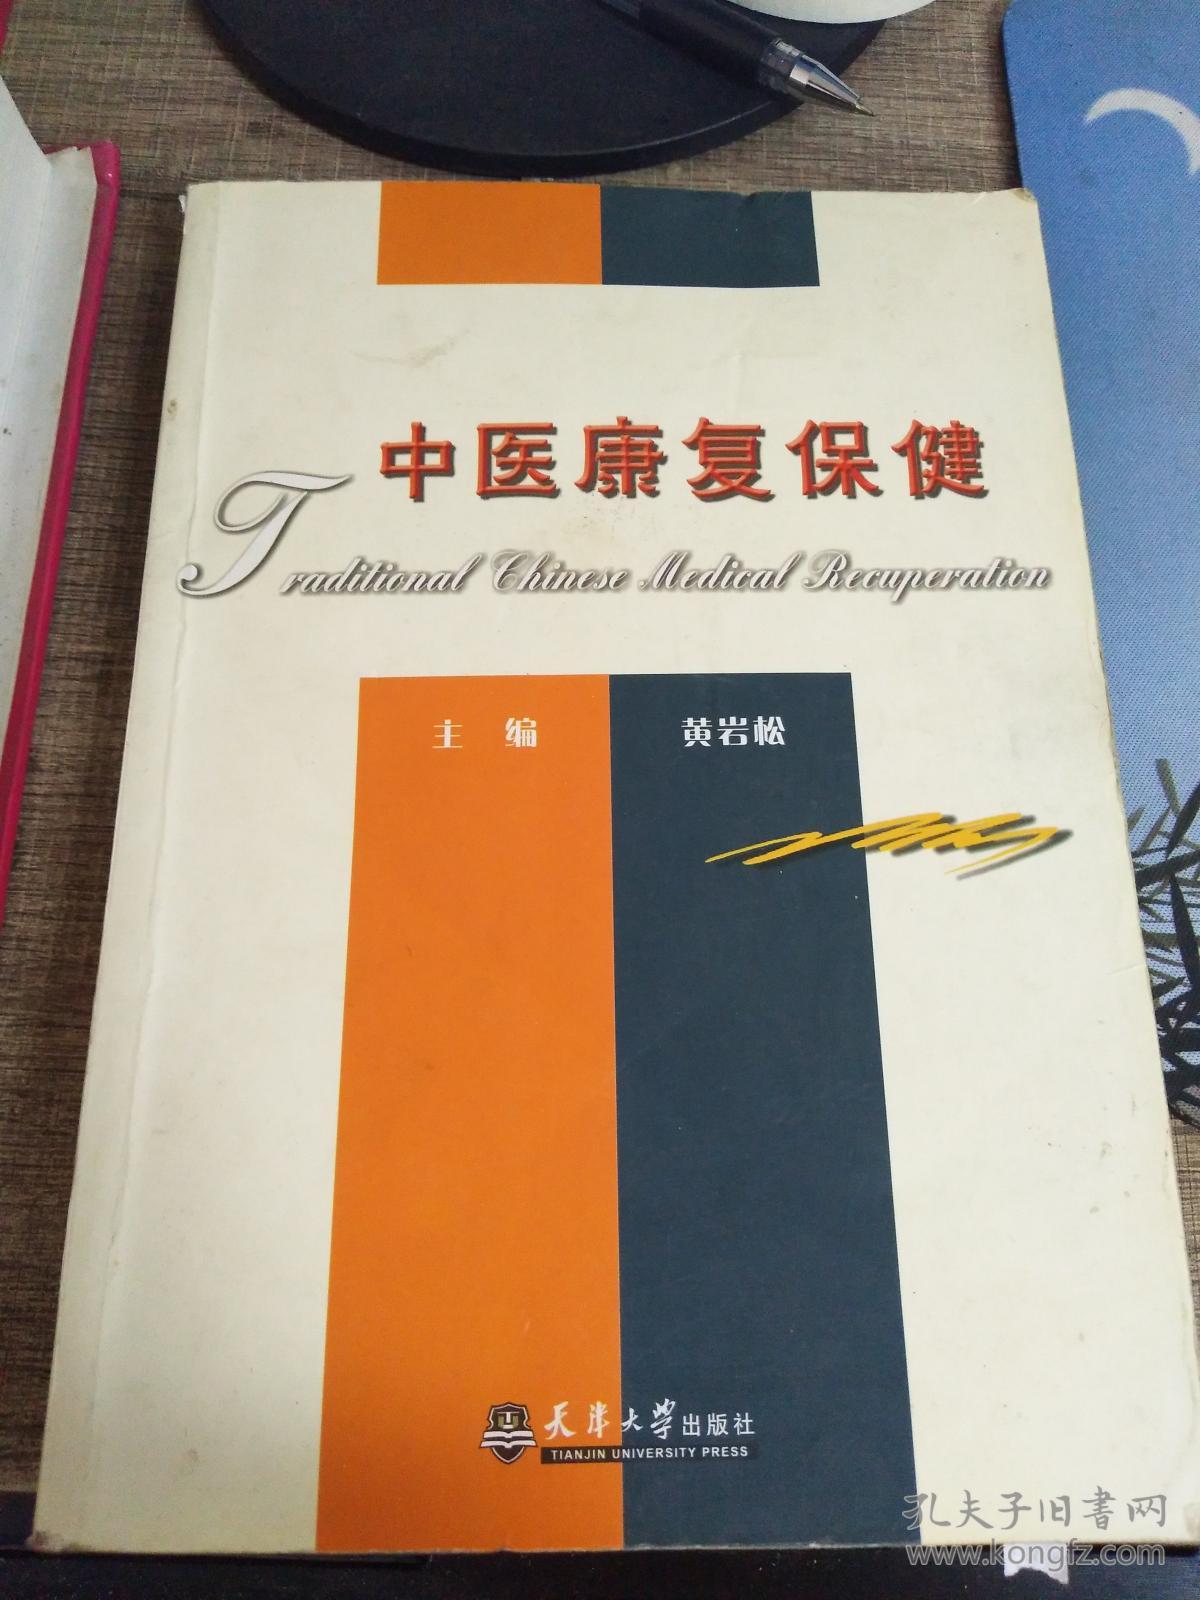 中医康复保健
Traditional Chinese Medical Recuperation
主 编 黄岩松
天津大学出版社
TIANJIN UNIVERSITY PRESS
孔夫子旧書网
www.kongfz.com